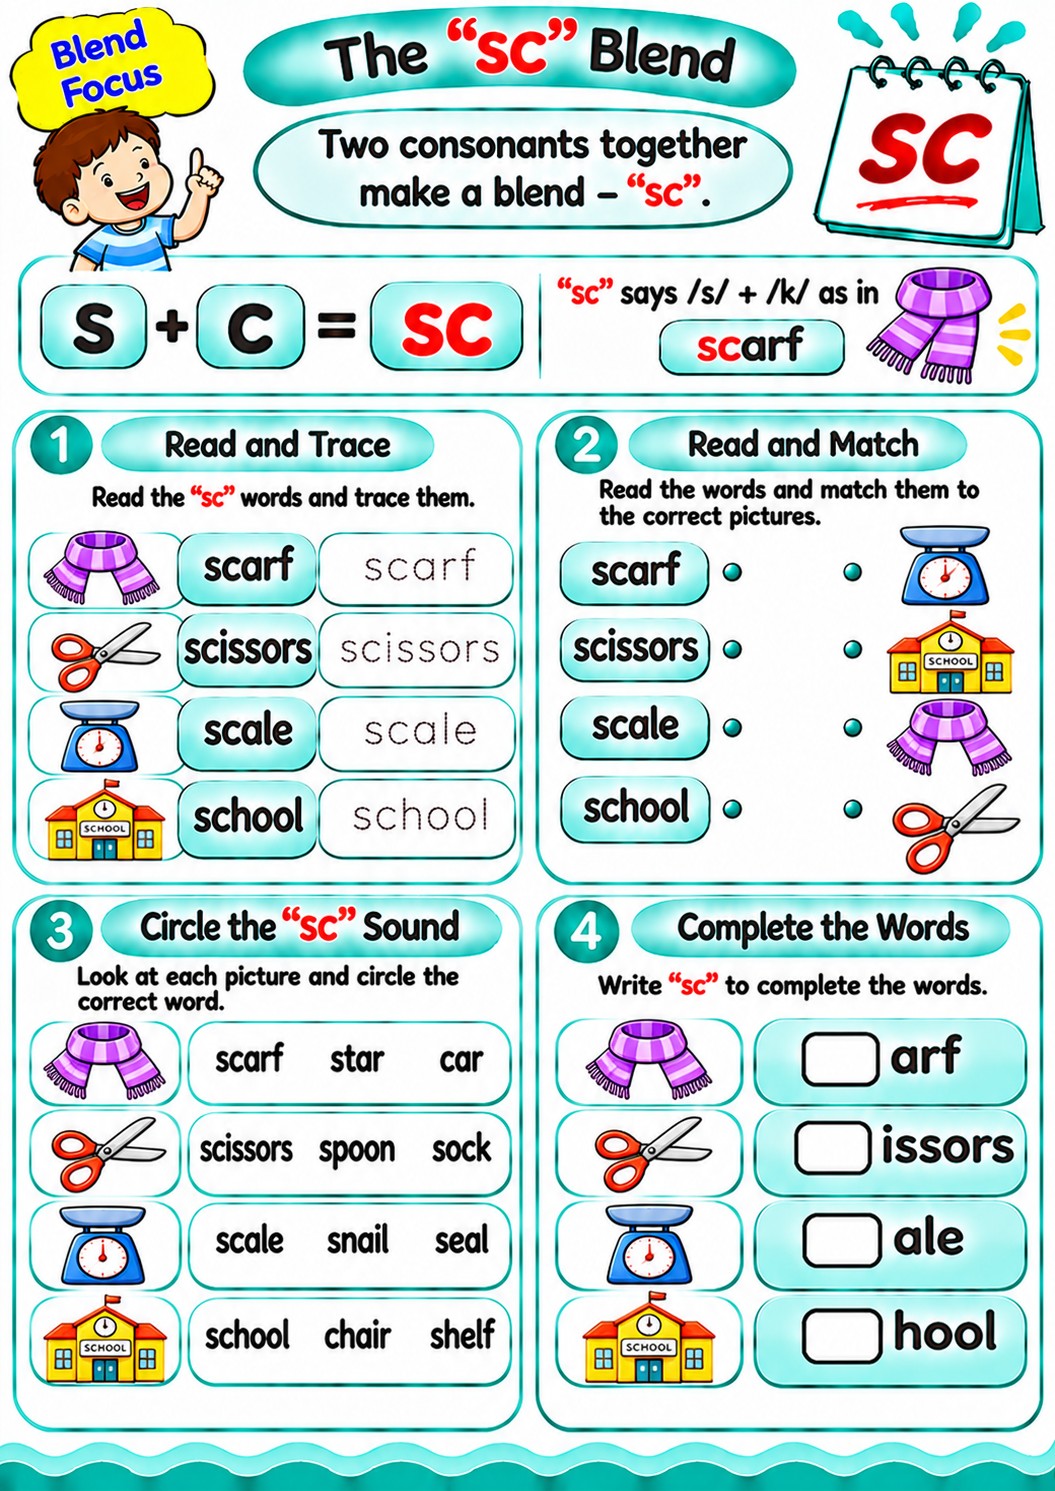 Blend
Focus
The “sc” Blend
Two consonants together
make a blend – “sc”.
sc
s + c = sc
“sc” says /s/ + /k/ as in
scarf
1 Read and Trace
Read the “sc” words and trace them.
scarf scarf
scissors scissors
scale scale
SCHOOL school school
2 Read and Match
Read the words and match them to
the correct pictures.
scarf
scissors SCHOOL
scale
school
3 Circle the “sc” Sound
Look at each picture and circle the
correct word.
scarf star car
scissors spoon sock
scale snail seal
SCHOOL school chair shelf
4 Complete the Words
Write “sc” to complete the words.
arf
issors
ale
SCHOOL hool